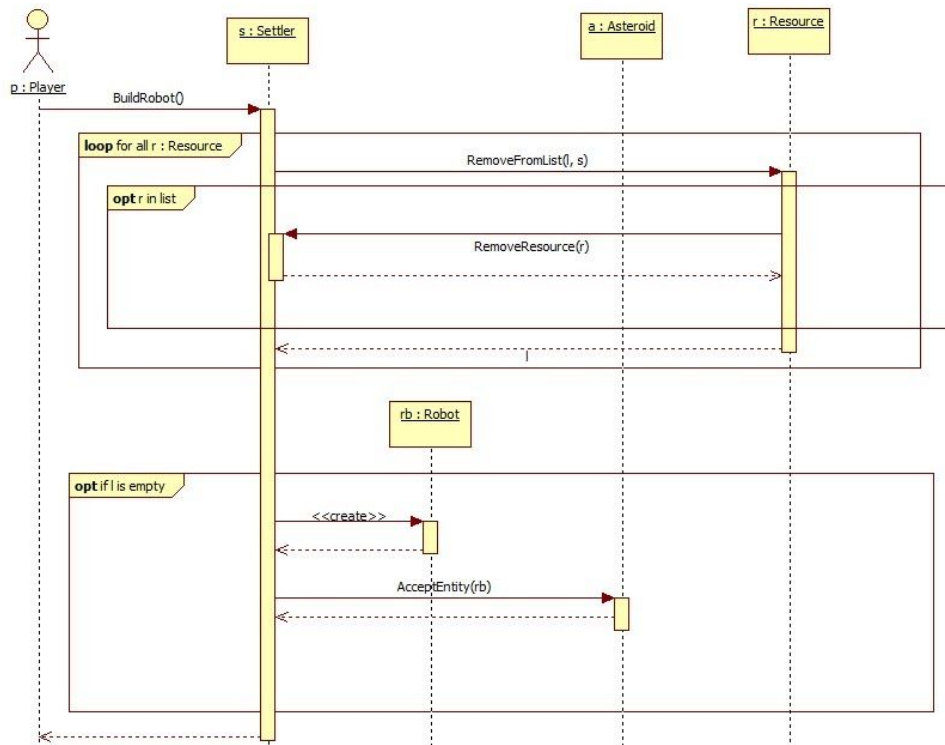 s : Settler
a : Asteroid
r : Resource
p : Player
BuildRobot()
loop for all r : Resource
RemoveFromList(l, s)
opt r in list
RemoveResource(r)
l
rb : Robot
opt if l is empty
<<create>>
AcceptEntity(rb)